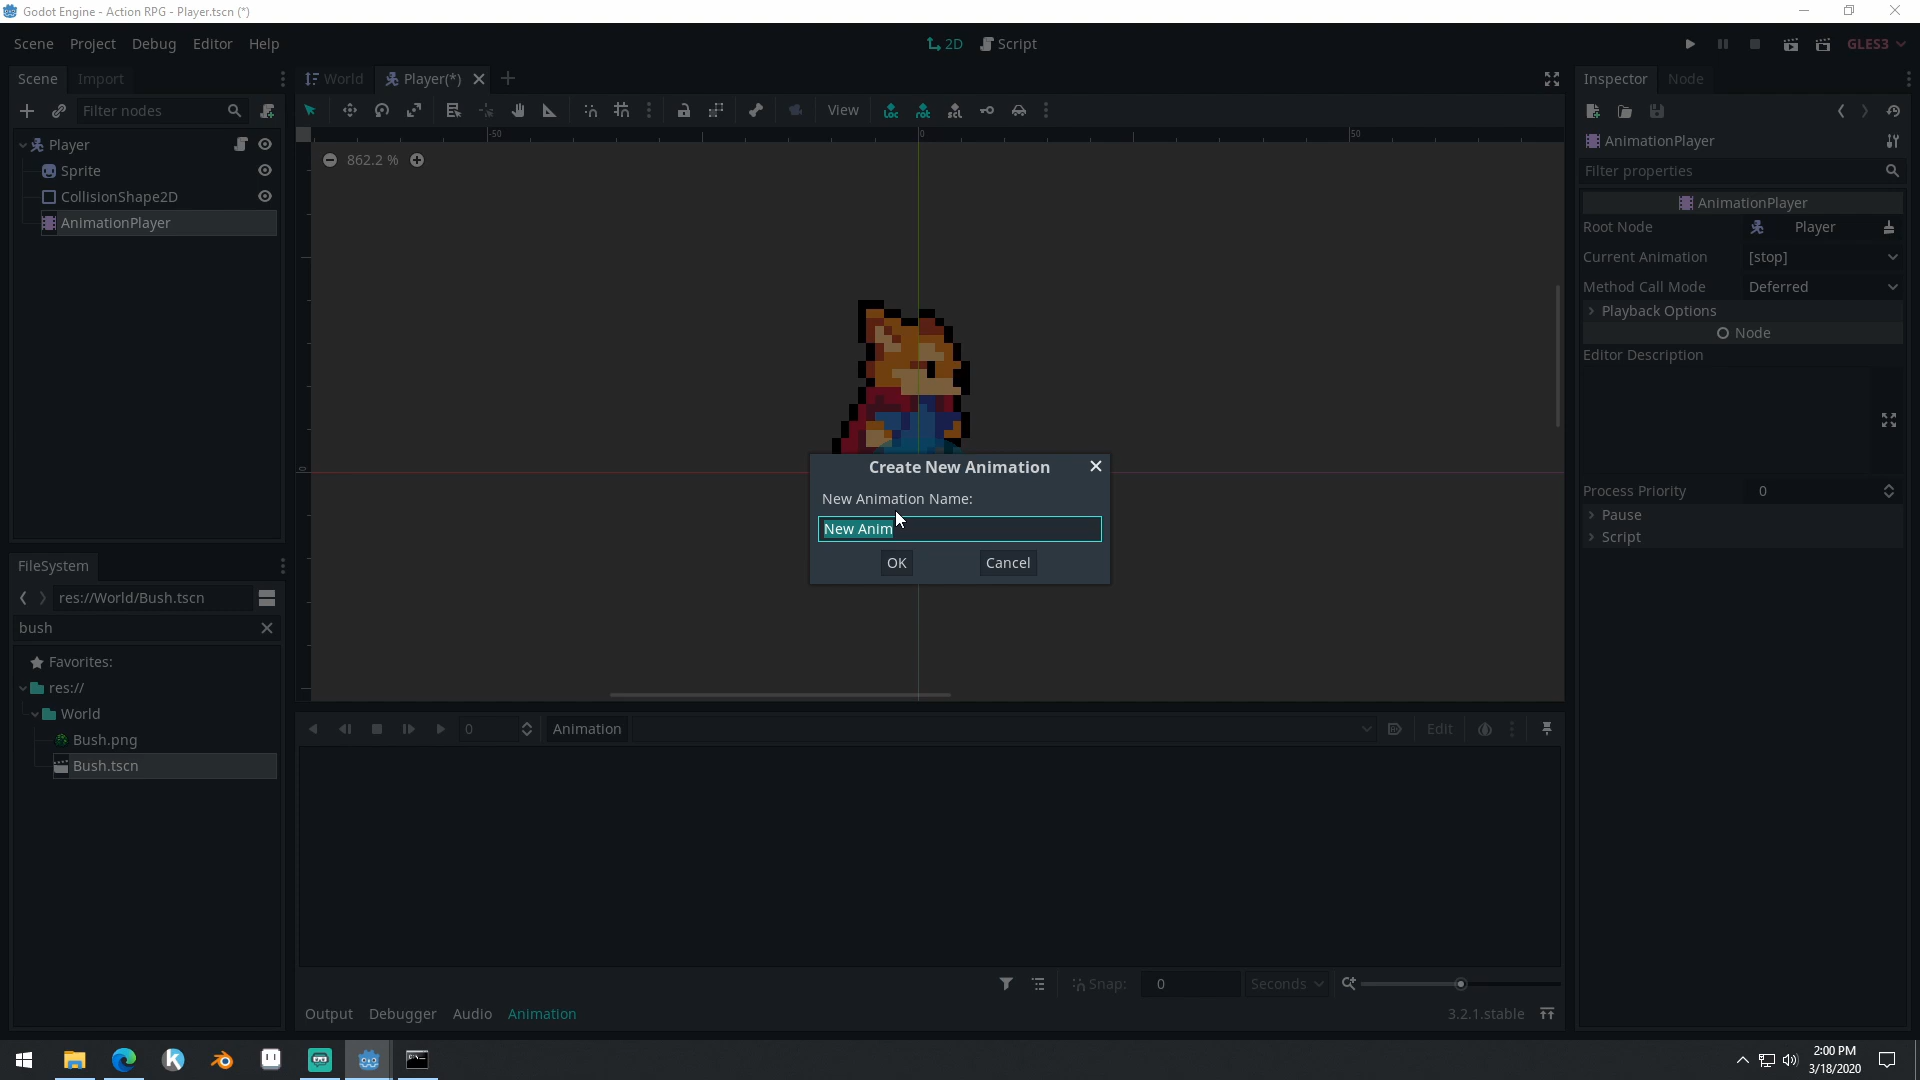 Godot Engine - Action RPG - Player.tscn (*)
Scene Project Debug Editor Help
2D Script
GLES3
Scene Import
World Player(*)
Inspector Node
Filter nodes
View
Player
Sprite
CollisionShape2D
AnimationPlayer
-50 0 50
862.2 %
0
AnimationPlayer
Filter properties
AnimationPlayer
Root Node Player
Current Animation [stop]
Method Call Mode Deferred
Playback Options
Node
Editor Description
Process Priority 0
Pause
Script
Create New Animation
New Animation Name:
New Anim
OK Cancel
FileSystem
res://World/Bush.tscn
bush
Favorites:
res://
World
Bush.png
Bush.tscn
0 Animation Edit
Snap: 0 Seconds
Output Debugger Audio Animation
3.2.1.stable
2:00 PM
3/18/2020